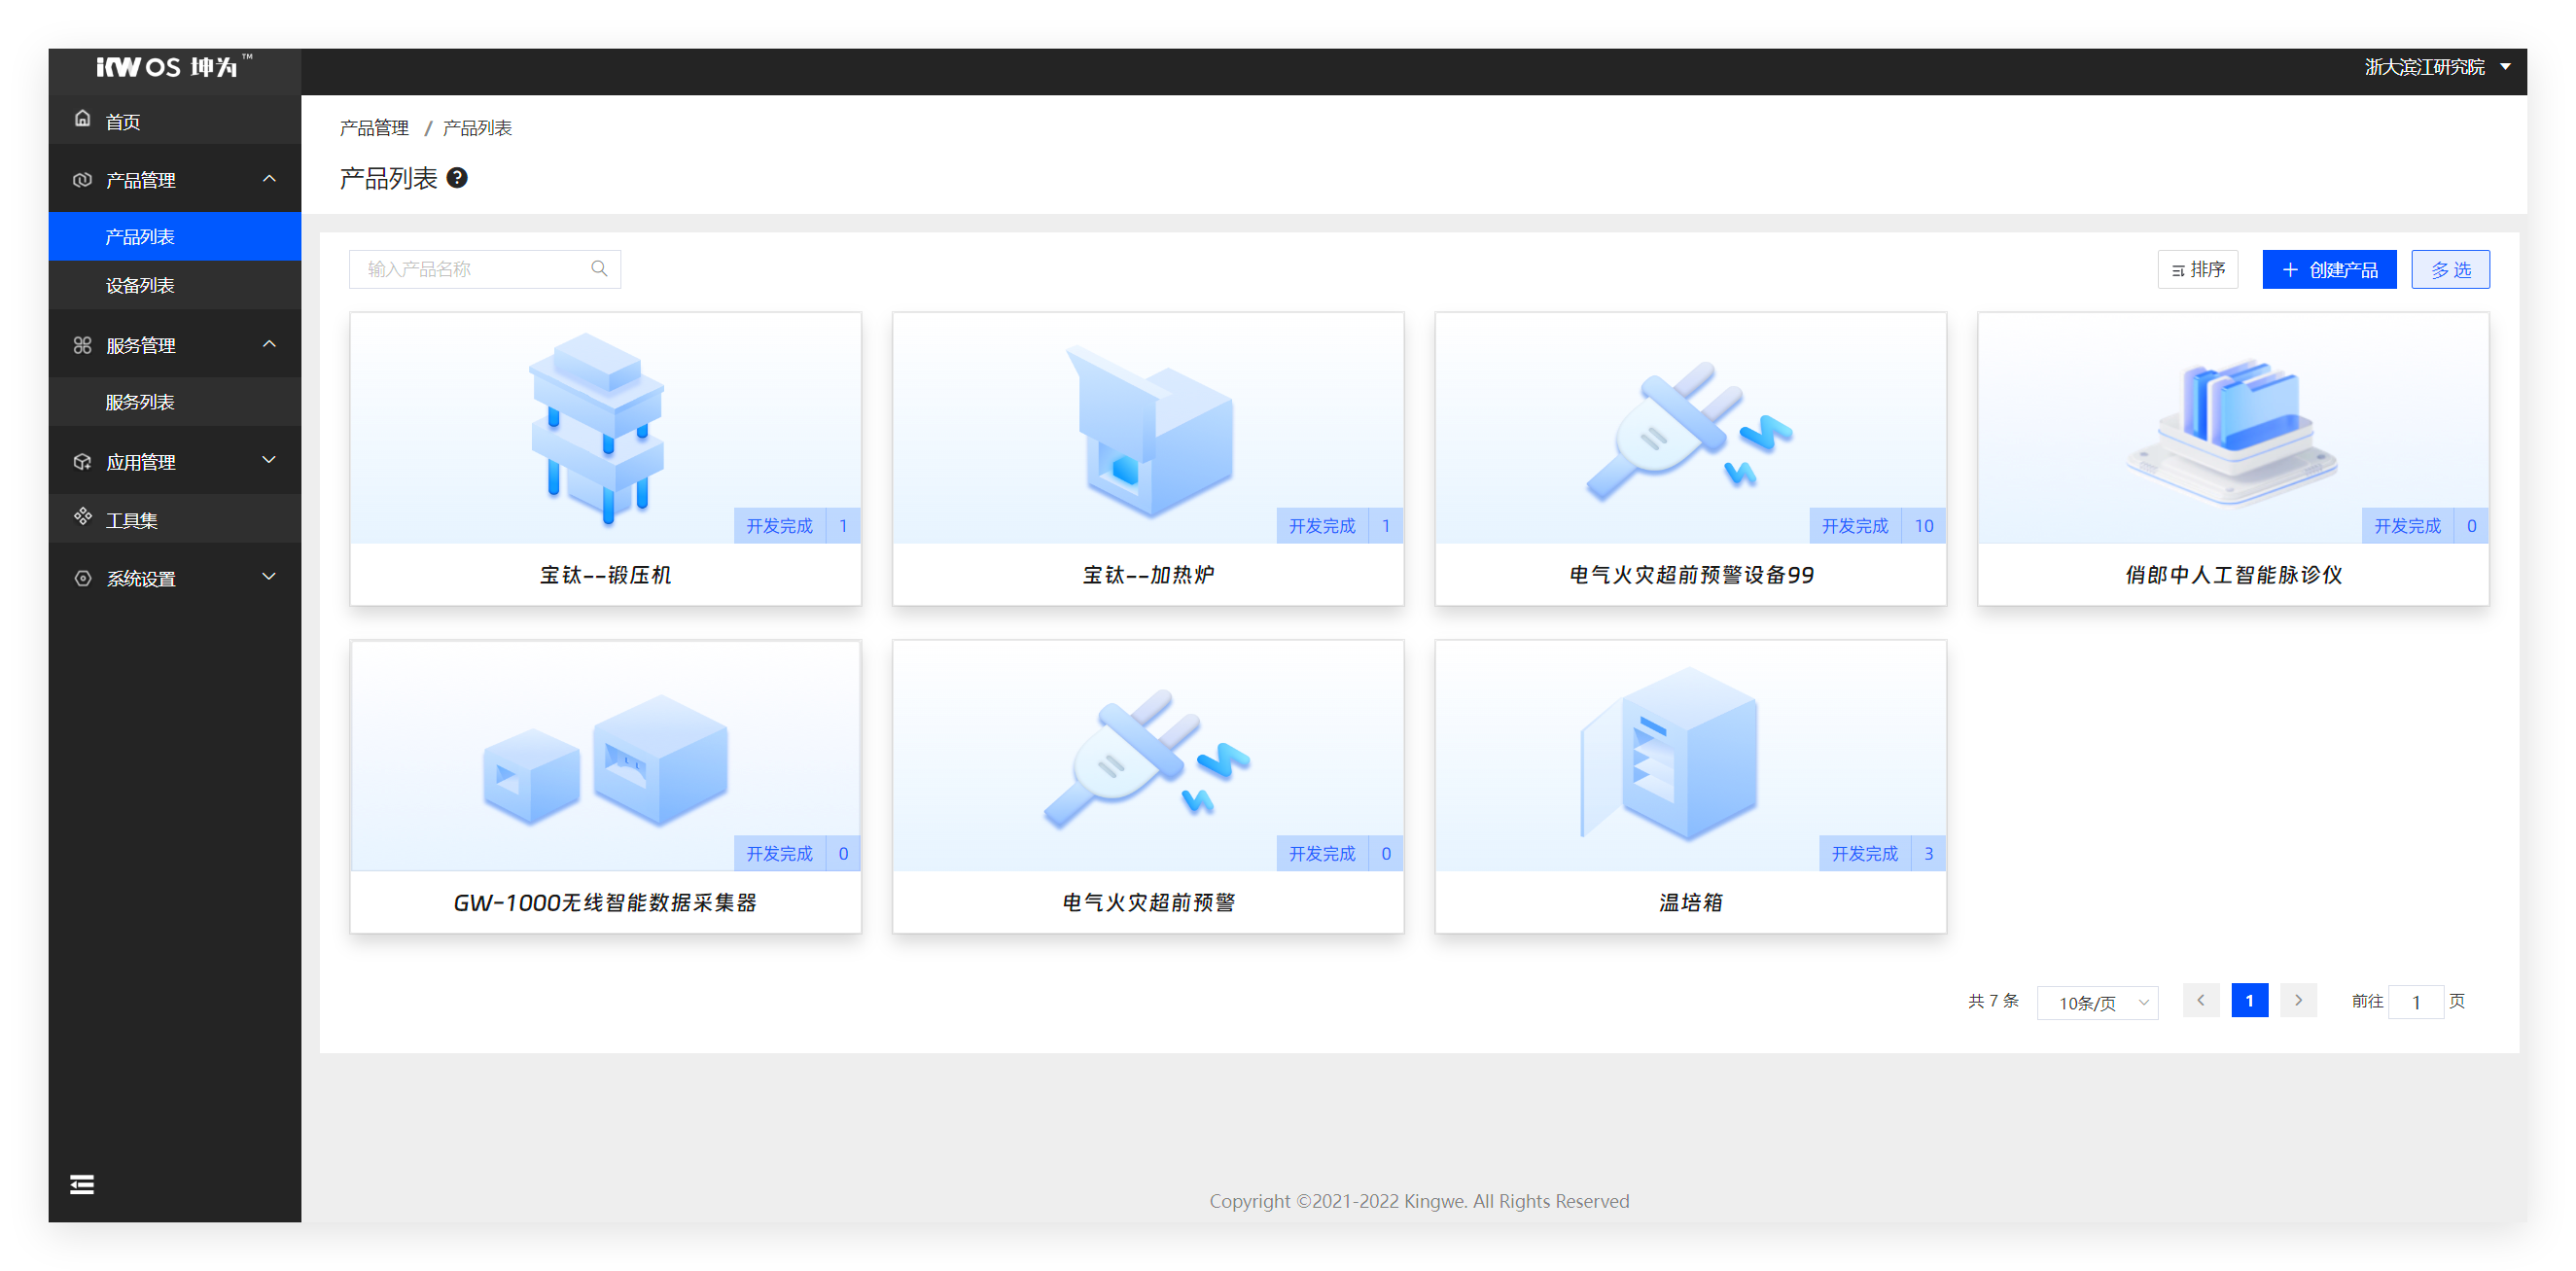 iKWOS 坤为™
浙大滨江研究院
首页
产品管理
产品列表
设备列表
服务管理
服务列表
应用管理
工具集
系统设置
产品管理 / 产品列表
产品列表 ?
输入产品名称
排序
+ 创建产品
多选
开发完成 1
宝钛--锻压机
开发完成 1
宝钛--加热炉
开发完成 10
电气火灾超前预警设备99
开发完成 0
俏郎中人工智能脉诊仪
开发完成 0
GW-1000无线智能数据采集器
开发完成 0
电气火灾超前预警
开发完成 3
温培箱
共 7 条 10条/页 < 1 > 前往 1 页
Copyright ©2021-2022 Kingwe. All Rights Reserved